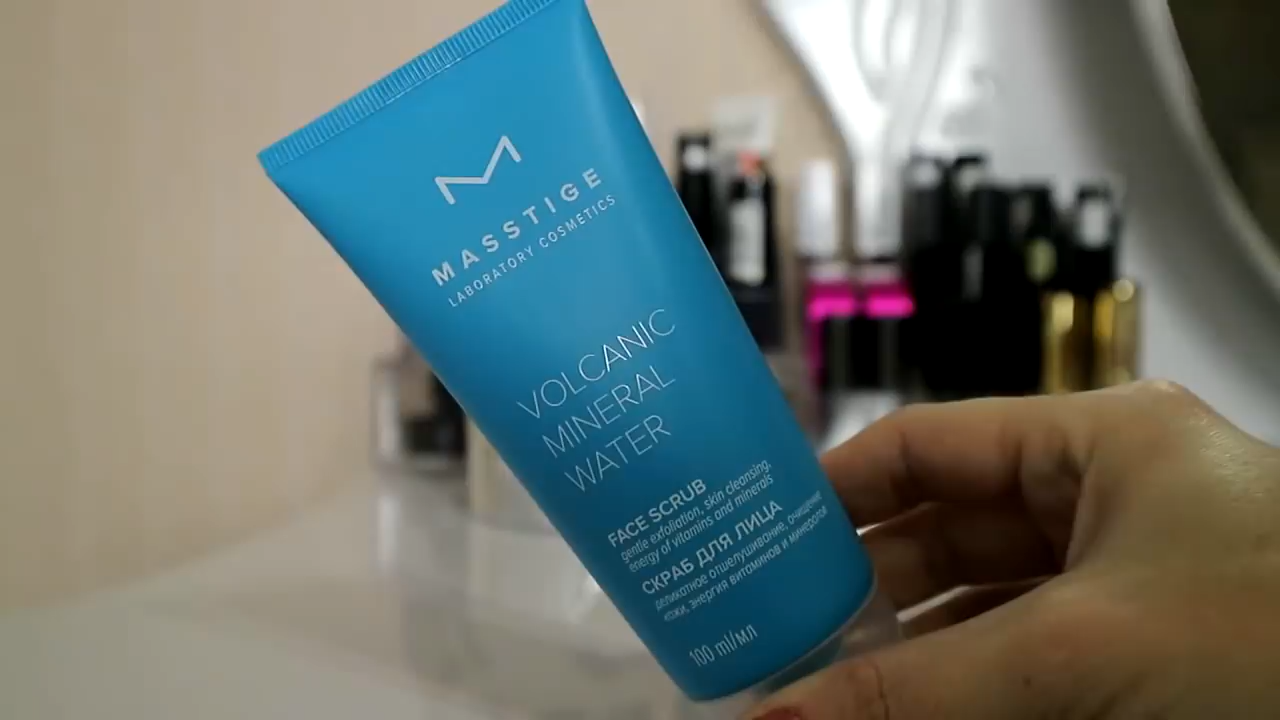 MASSTIGE
LABORATORY COSMETICS
VOLCANIC
MINERAL
WATER
FACE SCRUB
gentle exfoliation, skin cleansing,
energy of vitamins and minerals
СКРАБ ДЛЯ ЛИЦА
деликатное отшелушивание, очищение
кожи, энергия витаминов и минералов
100 ml/мл